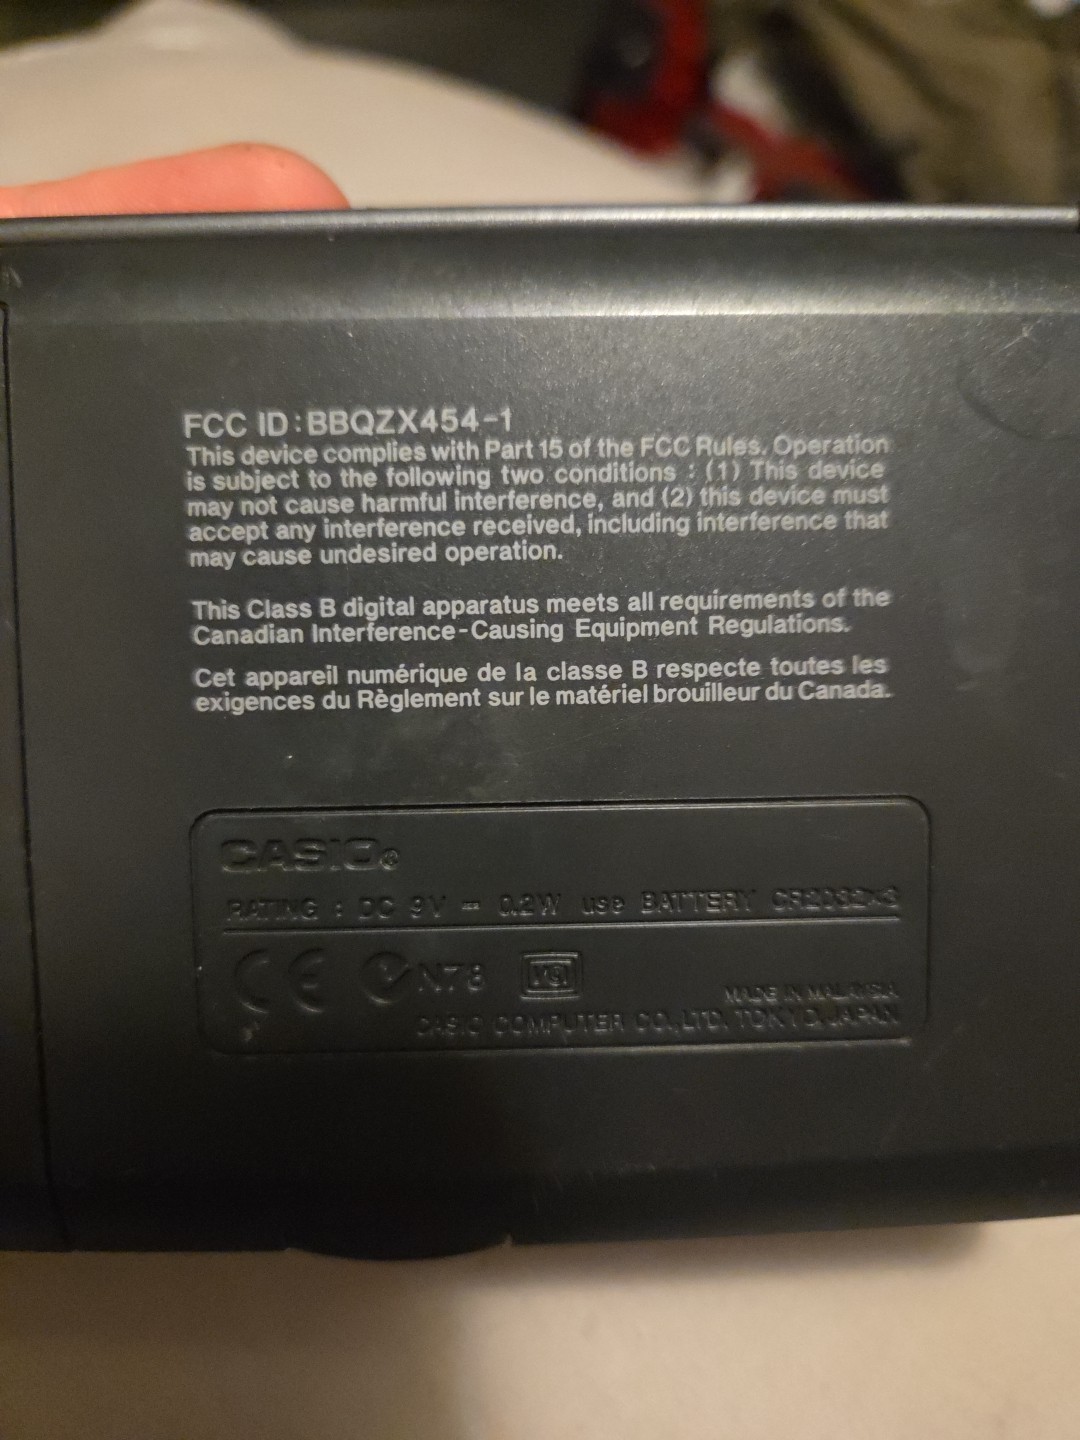 FCC ID:BBQZX454-1
This device complies with Part 15 of the FCC Rules. Operation
is subject to the following two conditions : (1) This device
may not cause harmful interference, and (2) this device must
accept any interference received, including interference that
may cause undesired operation.
This Class B digital apparatus meets all requirements of the
Canadian Interference-Causing Equipment Regulations.
Cet appareil numérique de la classe B respecte toutes les
exigences du Règlement sur le matériel brouilleur du Canada.
CASIO®
RATING : DC 9V = 0.2W use BATTERY CR2032×3
CE N78
MADE IN MALAYSIA
CASIO COMPUTER CO.,LTD. TOKYO, JAPAN